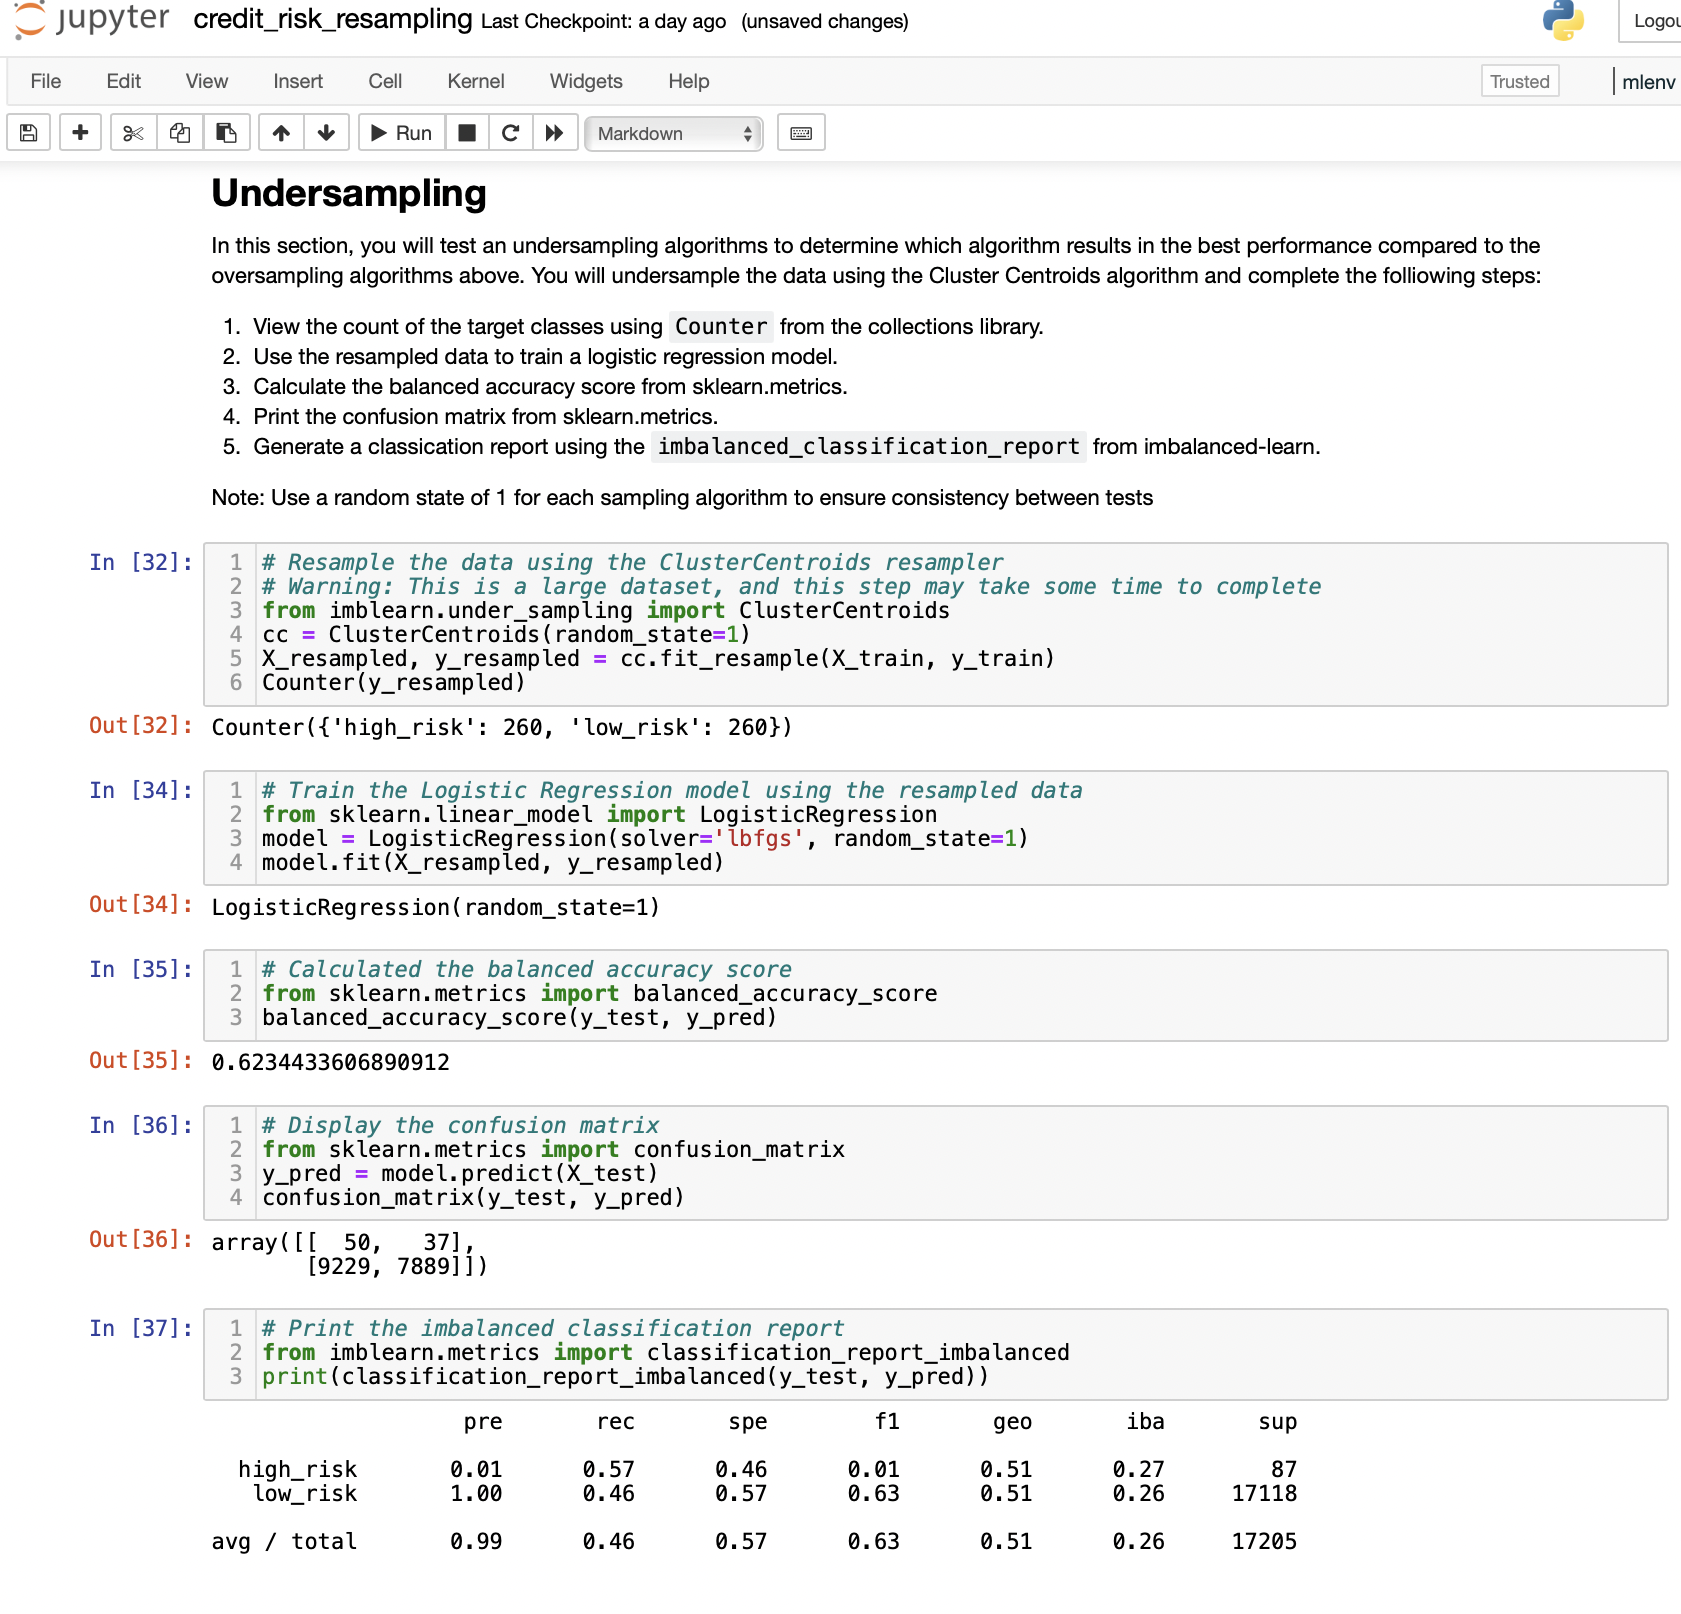 jupyter credit_risk_resampling Last Checkpoint: a day ago (unsaved changes)
Logou
File Edit View Insert Cell Kernel Widgets Help Trusted mlenv
Run Markdown
Undersampling
In this section, you will test an undersampling algorithms to determine which algorithm results in the best performance compared to the
oversampling algorithms above. You will undersample the data using the Cluster Centroids algorithm and complete the folliowing steps:
1. View the count of the target classes using Counter from the collections library.
2. Use the resampled data to train a logistic regression model.
3. Calculate the balanced accuracy score from sklearn.metrics.
4. Print the confusion matrix from sklearn.metrics.
5. Generate a classication report using the imbalanced_classification_report from imbalanced-learn.
Note: Use a random state of 1 for each sampling algorithm to ensure consistency between tests
In [32]: 1 # Resample the data using the ClusterCentroids resampler
2 # Warning: This is a large dataset, and this step may take some time to complete
3 from imblearn.under_sampling import ClusterCentroids
4 cc = ClusterCentroids(random_state=1)
5 X_resampled, y_resampled = cc.fit_resample(X_train, y_train)
6 Counter(y_resampled)
Out[32]: Counter({'high_risk': 260, 'low_risk': 260})
In [34]: 1 # Train the Logistic Regression model using the resampled data
2 from sklearn.linear_model import LogisticRegression
3 model = LogisticRegression(solver='lbfgs', random_state=1)
4 model.fit(X_resampled, y_resampled)
Out[34]: LogisticRegression(random_state=1)
In [35]: 1 # Calculated the balanced accuracy score
2 from sklearn.metrics import balanced_accuracy_score
3 balanced_accuracy_score(y_test, y_pred)
Out[35]: 0.6234433606890912
In [36]: 1 # Display the confusion matrix
2 from sklearn.metrics import confusion_matrix
3 y_pred = model.predict(X_test)
4 confusion_matrix(y_test, y_pred)
Out[36]: array([[ 50, 37],
[9229, 7889]])
In [37]: 1 # Print the imbalanced classification report
2 from imblearn.metrics import classification_report_imbalanced
3 print(classification_report_imbalanced(y_test, y_pred))
pre rec spe f1 geo iba sup
high_risk 0.01 0.57 0.46 0.01 0.51 0.27 87
low_risk 1.00 0.46 0.57 0.63 0.51 0.26 17118
avg / total 0.99 0.46 0.57 0.63 0.51 0.26 17205